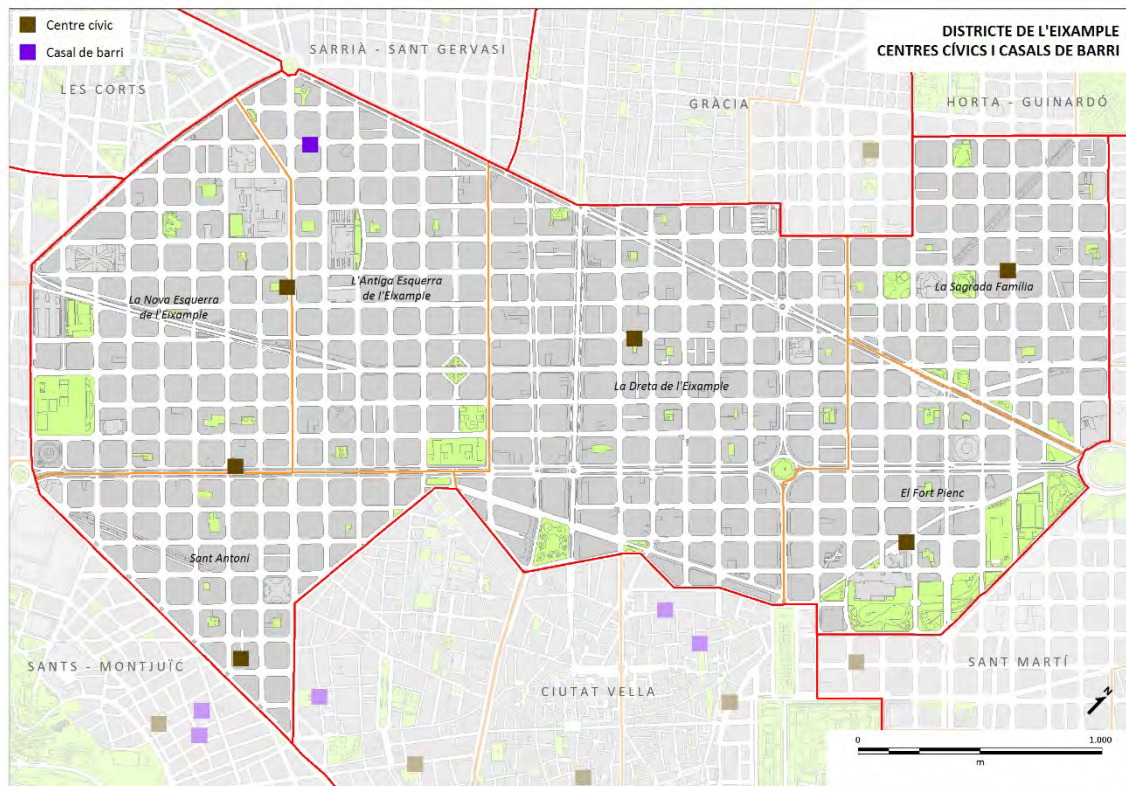 Centre cívic
Casal de barri
DISTRICTE DE L'EIXAMPLE
CENTRES CÍVICS I CASALS DE BARRI
SARRIÀ - SANT GERVASI
LES CORTS
GRÀCIA
HORTA - GUINARDÓ
L'Antiga Esquerra
de l'Eixample
La Nova Esquerra
de l'Eixample
La Sagrada Família
La Dreta de l'Eixample
El Fort Pienc
Sant Antoni
SANTS - MONTJUÏC
CIUTAT VELLA
SANT MARTÍ
N
0
1.000
m